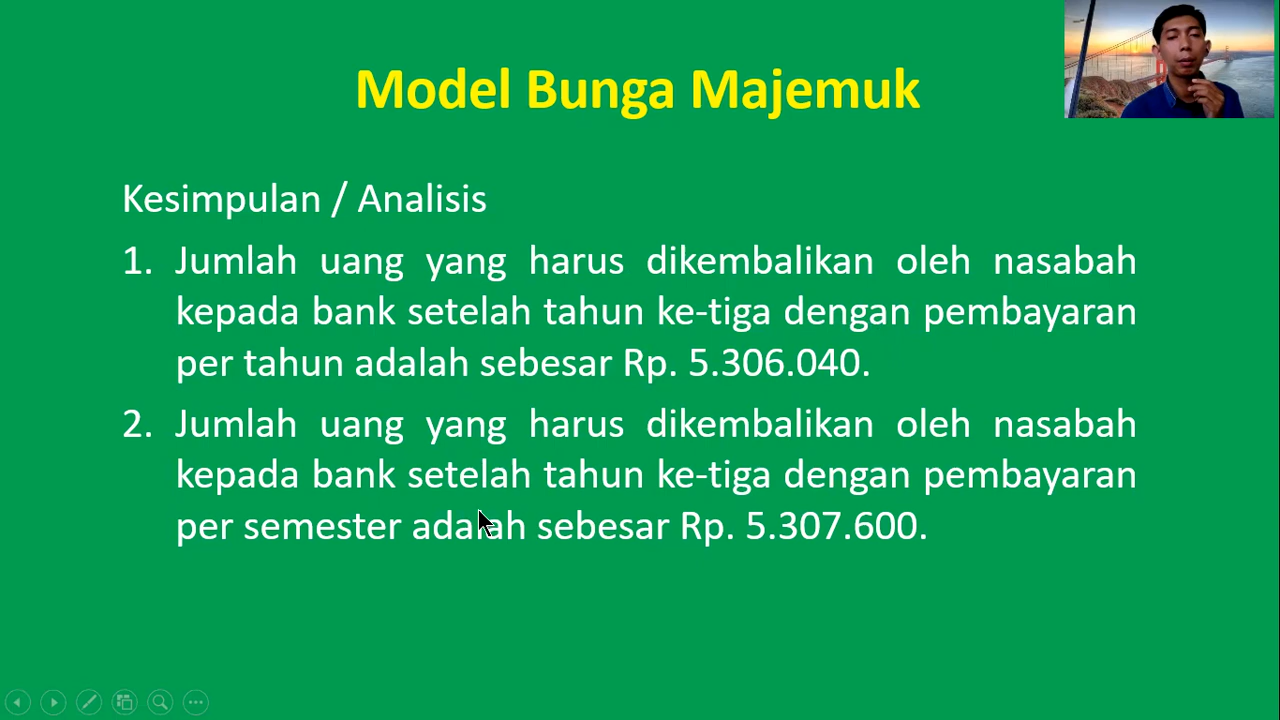 Model Bunga Majemuk
Kesimpulan / Analisis
1. Jumlah uang yang harus dikembalikan oleh nasabah
kepada bank setelah tahun ke-tiga dengan pembayaran
per tahun adalah sebesar Rp. 5.306.040.
2. Jumlah uang yang harus dikembalikan oleh nasabah
kepada bank setelah tahun ke-tiga dengan pembayaran
per semester adalah sebesar Rp. 5.307.600.